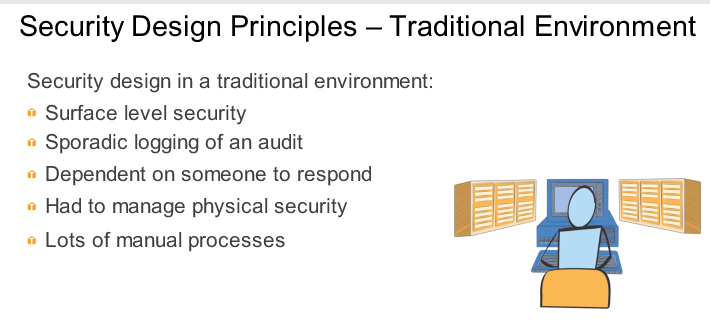 Security Design Principles – Traditional Environment
Security design in a traditional environment:
Surface level security
Sporadic logging of an audit
Dependent on someone to respond
Had to manage physical security
Lots of manual processes